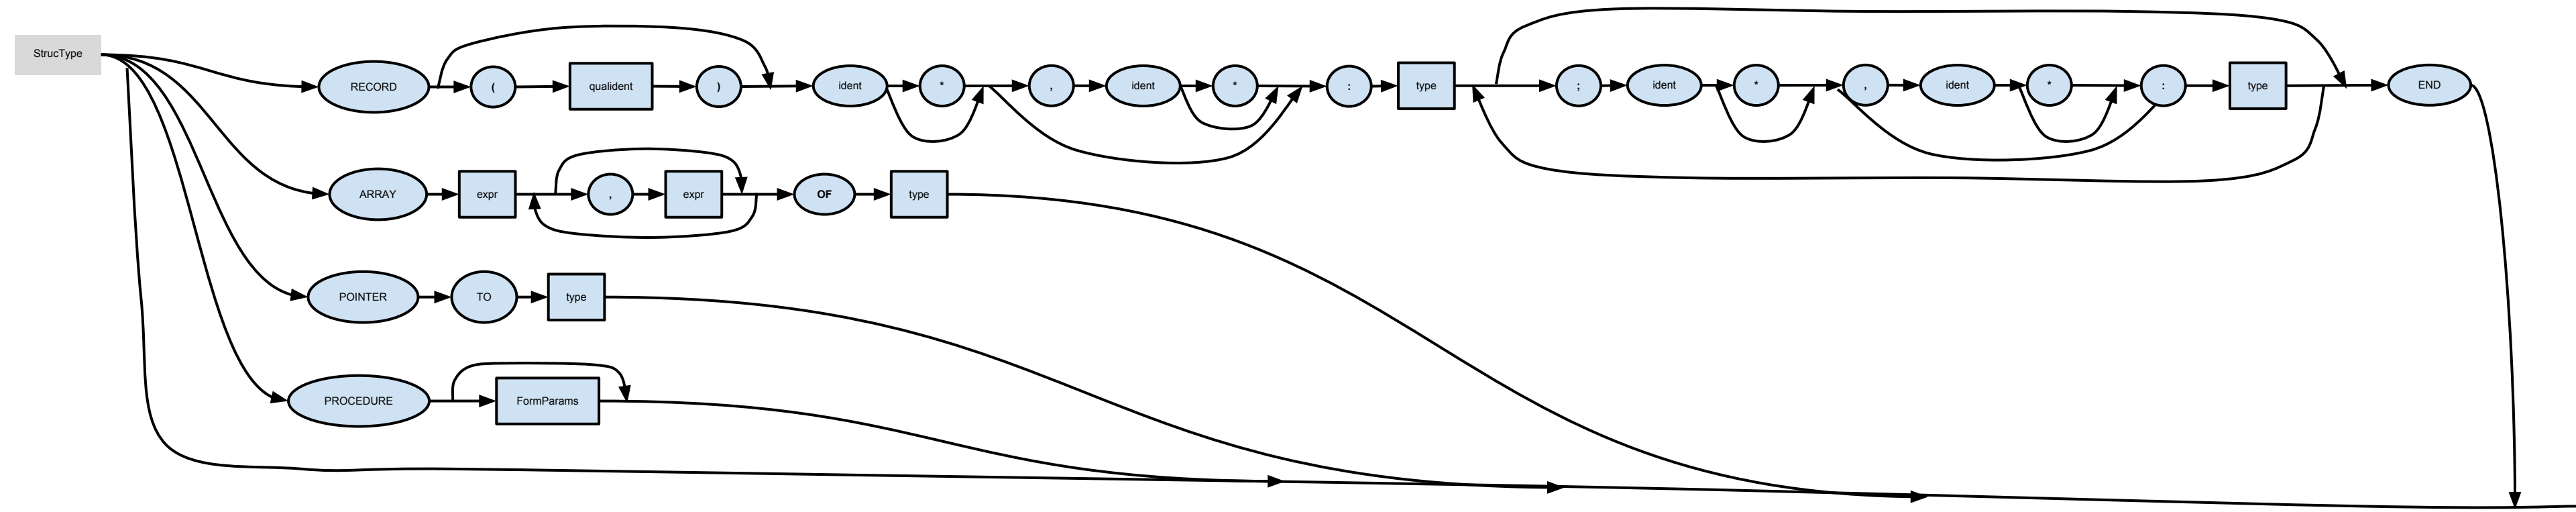 StrucType
RECORD ( qualident ) ident * , ident * : type ; ident * , ident * : type END
ARRAY expr , expr OF type
POINTER TO type
PROCEDURE FormParams